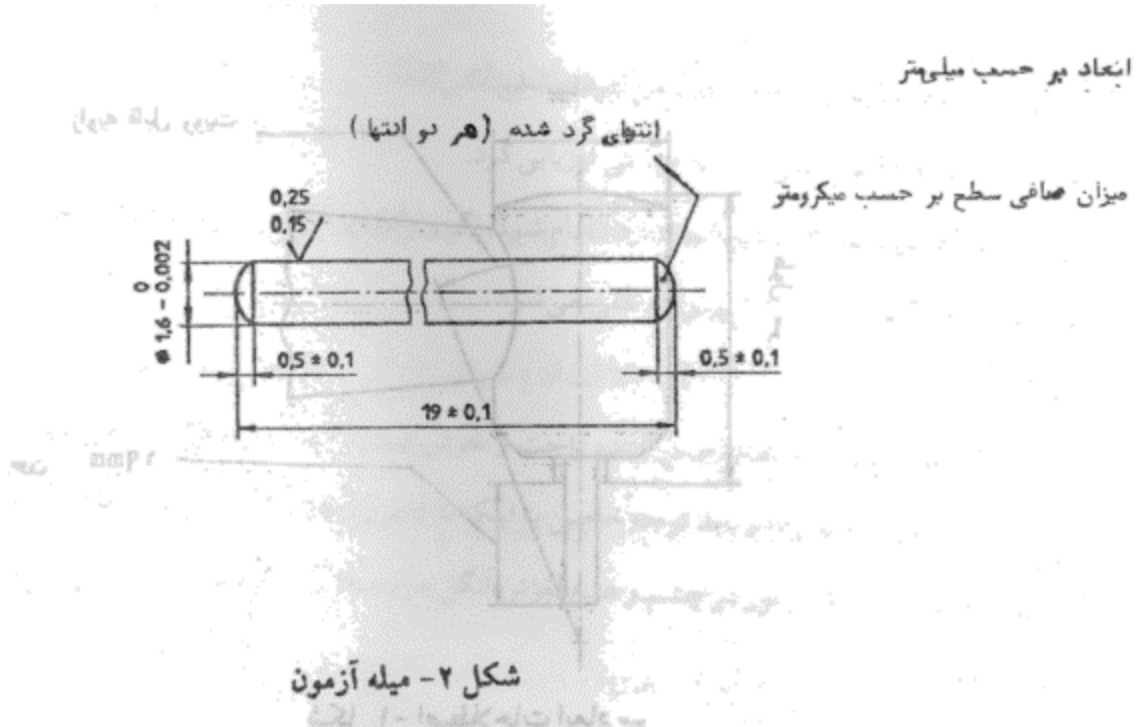 ابعاد بر حسب میلی‌متر
انتهای گرد شده (هر دو انتها)
میزان صافی سطح بر حسب میکرومتر
0,25
0,15
0
ø 1,6 - 0,002
0,5 ± 0,1
0,5 ± 0,1
19 ± 0,1
شکل ۲- میله آزمون